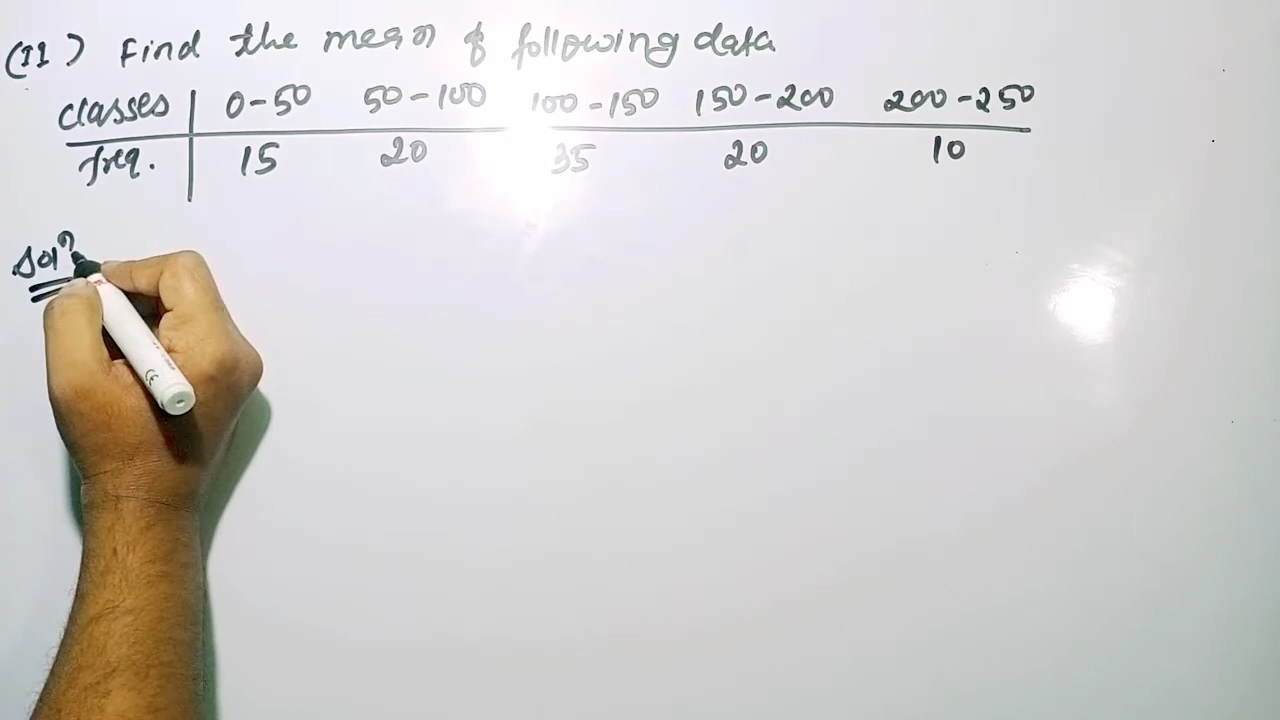 (II) Find the mean of following data
classes 0-50 50-100 100-150 150-200 200-250
freq. 15 20 35 20 10
Solⁿ